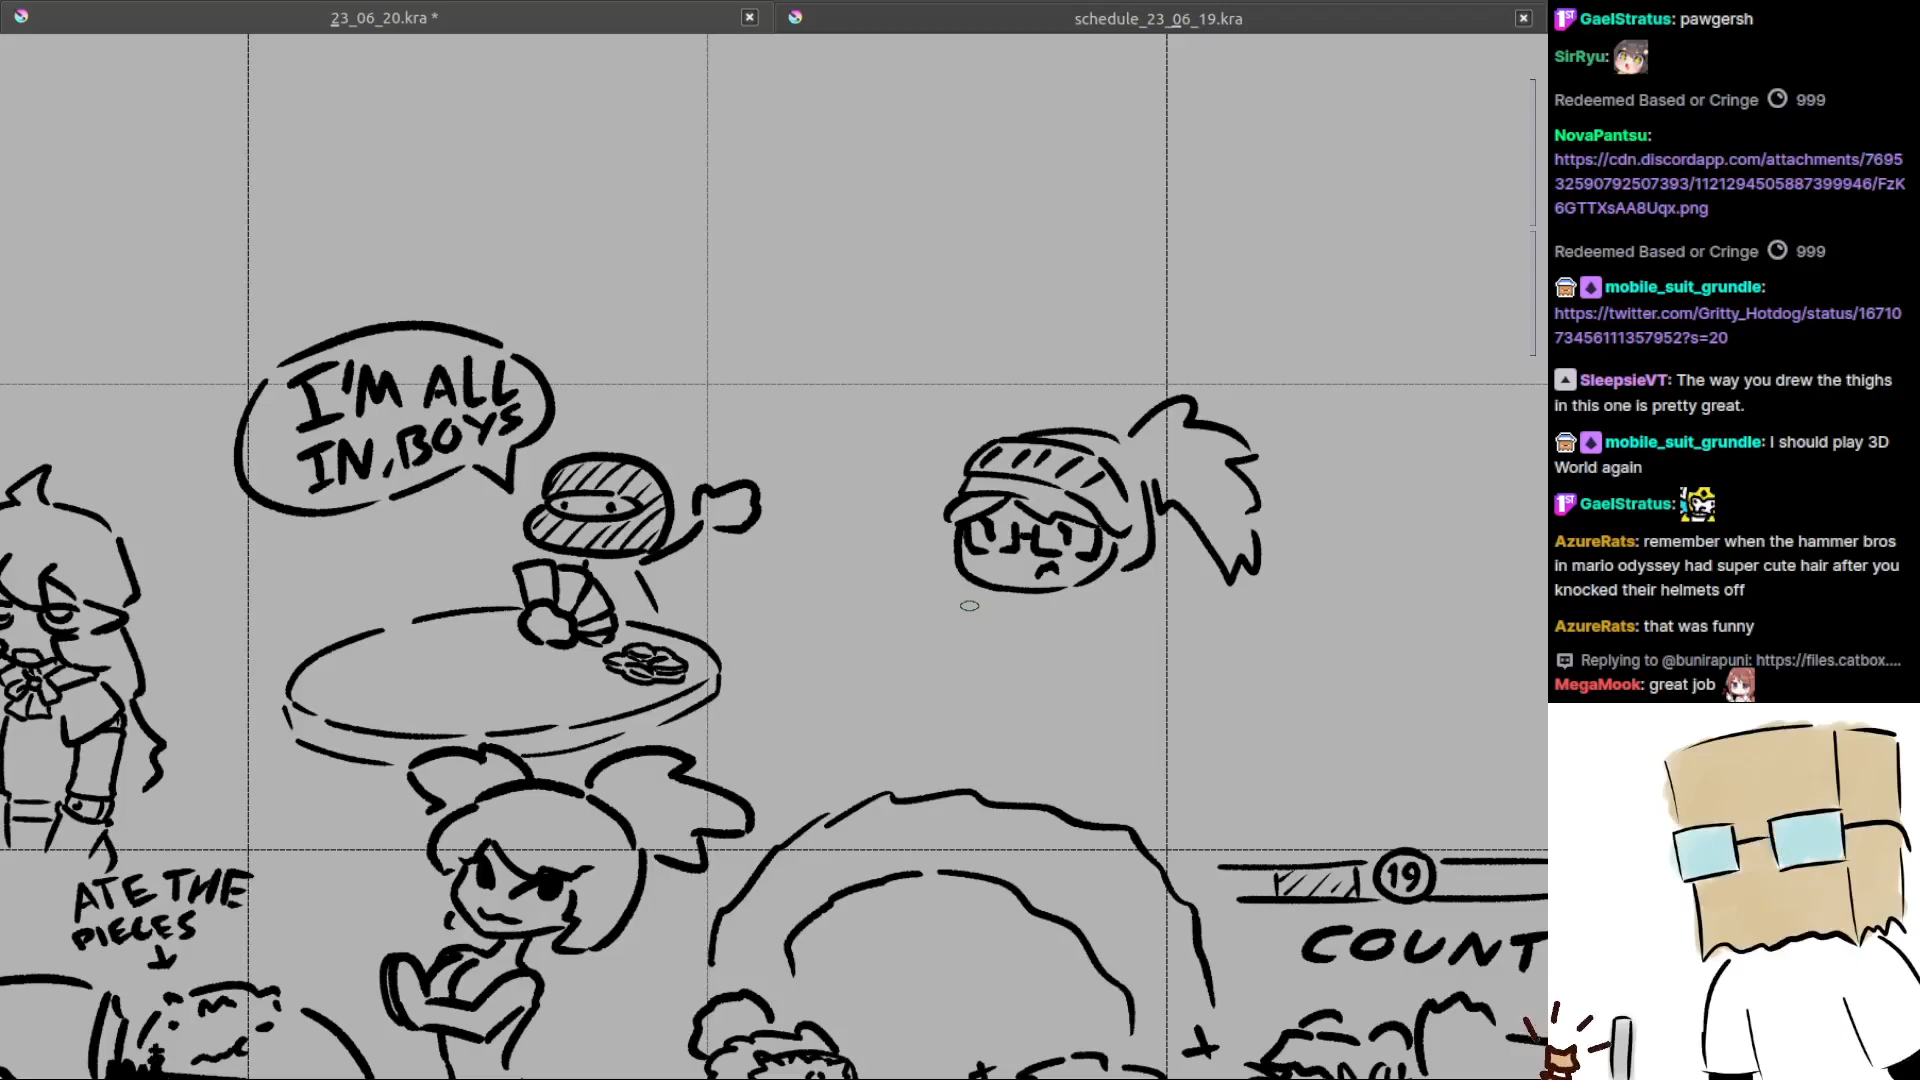 23_06_20.kra *
schedule_23_06_19.kra
I'M ALL
IN, BOYS
ATE THE
PIECES
19
COUNT
GaelStratus: pawgersh
SirRyu:
Redeemed Based or Cringe 999
NovaPantsu:
https://cdn.discordapp.com/attachments/7695
32590792507393/1121294505887399946/FzK
6GTTXsAA8Uqx.png
Redeemed Based or Cringe 999
mobile_suit_grundle:
https://twitter.com/Gritty_Hotdog/status/16710
73456111357952?s=20
SleepsieVT: The way you drew the thighs
in this one is pretty great.
mobile_suit_grundle: I should play 3D
World again
1ST GaelStratus:
AzureRats: remember when the hammer bros
in mario odyssey had super cute hair after you
knocked their helmets off
AzureRats: that was funny
Replying to @bunirapuni: https://files.catbox....
MegaMook: great job